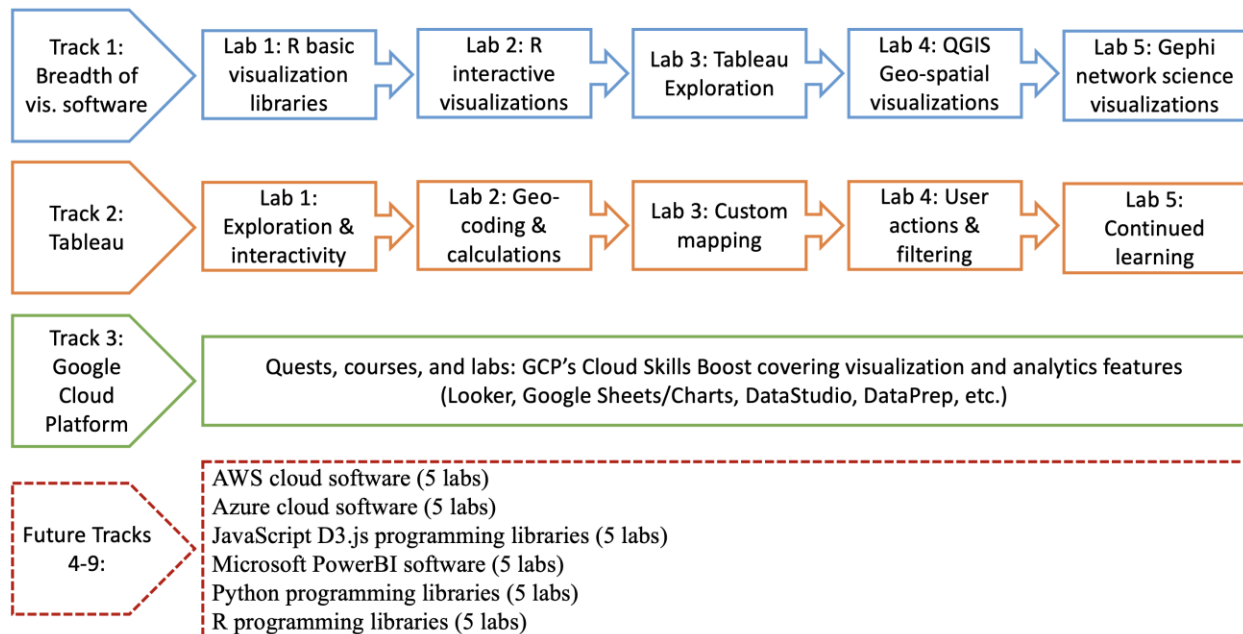 Track 1:
Breadth of
vis. software
Lab 1: R basic
visualization
libraries
Lab 2: R
interactive
visualizations
Lab 3: Tableau
Exploration
Lab 4: QGIS
Geo-spatial
visualizations
Lab 5: Gephi
network science
visualizations
Track 2:
Tableau
Lab 1:
Exploration &
interactivity
Lab 2: Geo-
coding &
calculations
Lab 3: Custom
mapping
Lab 4: User
actions &
filtering
Lab 5:
Continued
learning
Track 3:
Google
Cloud
Platform
Quests, courses, and labs: GCP's Cloud Skills Boost covering visualization and analytics features
(Looker, Google Sheets/Charts, DataStudio, DataPrep, etc.)
Future Tracks
4-9:
AWS cloud software (5 labs)
Azure cloud software (5 labs)
JavaScript D3.js programming libraries (5 labs)
Microsoft PowerBI software (5 labs)
Python programming libraries (5 labs)
R programming libraries (5 labs)